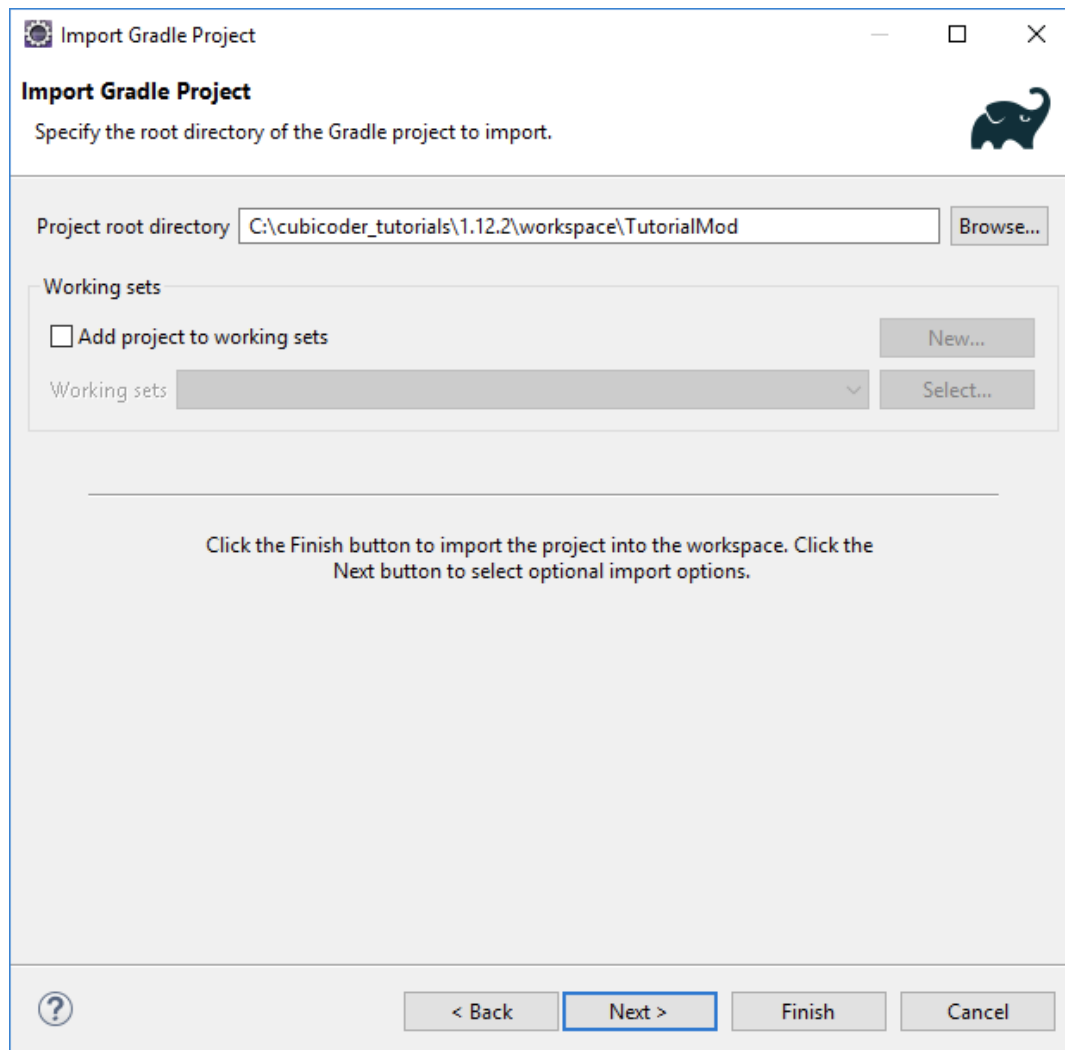 Import Gradle Project
Import Gradle Project
Specify the root directory of the Gradle project to import.
Project root directory C:\cubicoder_tutorials\1.12.2\workspace\TutorialMod Browse...
Working sets
Add project to working sets New...
Working sets Select...
Click the Finish button to import the project into the workspace. Click the
Next button to select optional import options.
? < Back Next > Finish Cancel